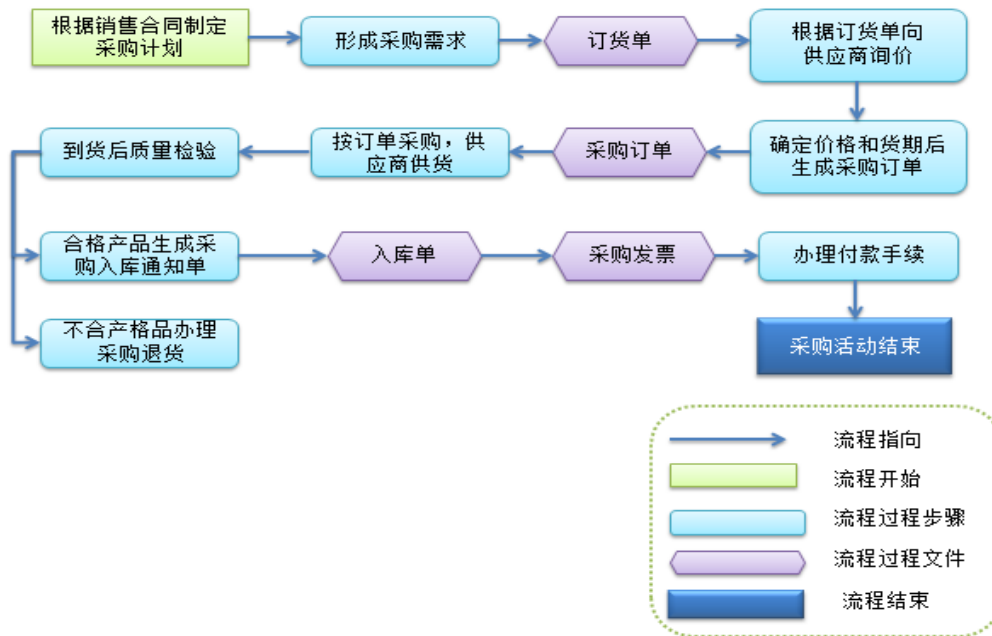 根据销售合同制定
采购计划
形成采购需求
订货单
根据订货单向
供应商询价
到货后质量检验
按订单采购，供
应商供货
采购订单
确定价格和货期后
生成采购订单
合格产品生成采
购入库通知单
入库单
采购发票
办理付款手续
不合产格品办理
采购退货
采购活动结束
流程指向
流程开始
流程过程步骤
流程过程文件
流程结束